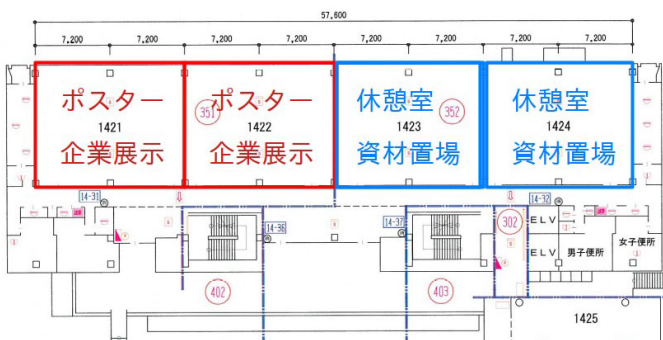 57,600
7,200 7,200 7,200 7,200 7,200 7,200 7,200 7,200
ポスター ポスター 休憩室 休憩室
351 352
1421 1422 1423 1424
企業展示 企業展示 資材置場 資材置場
14-31 14-32
14-36 14-37 302 ELV
ELV 男子便所 女子便所
402 403
1425